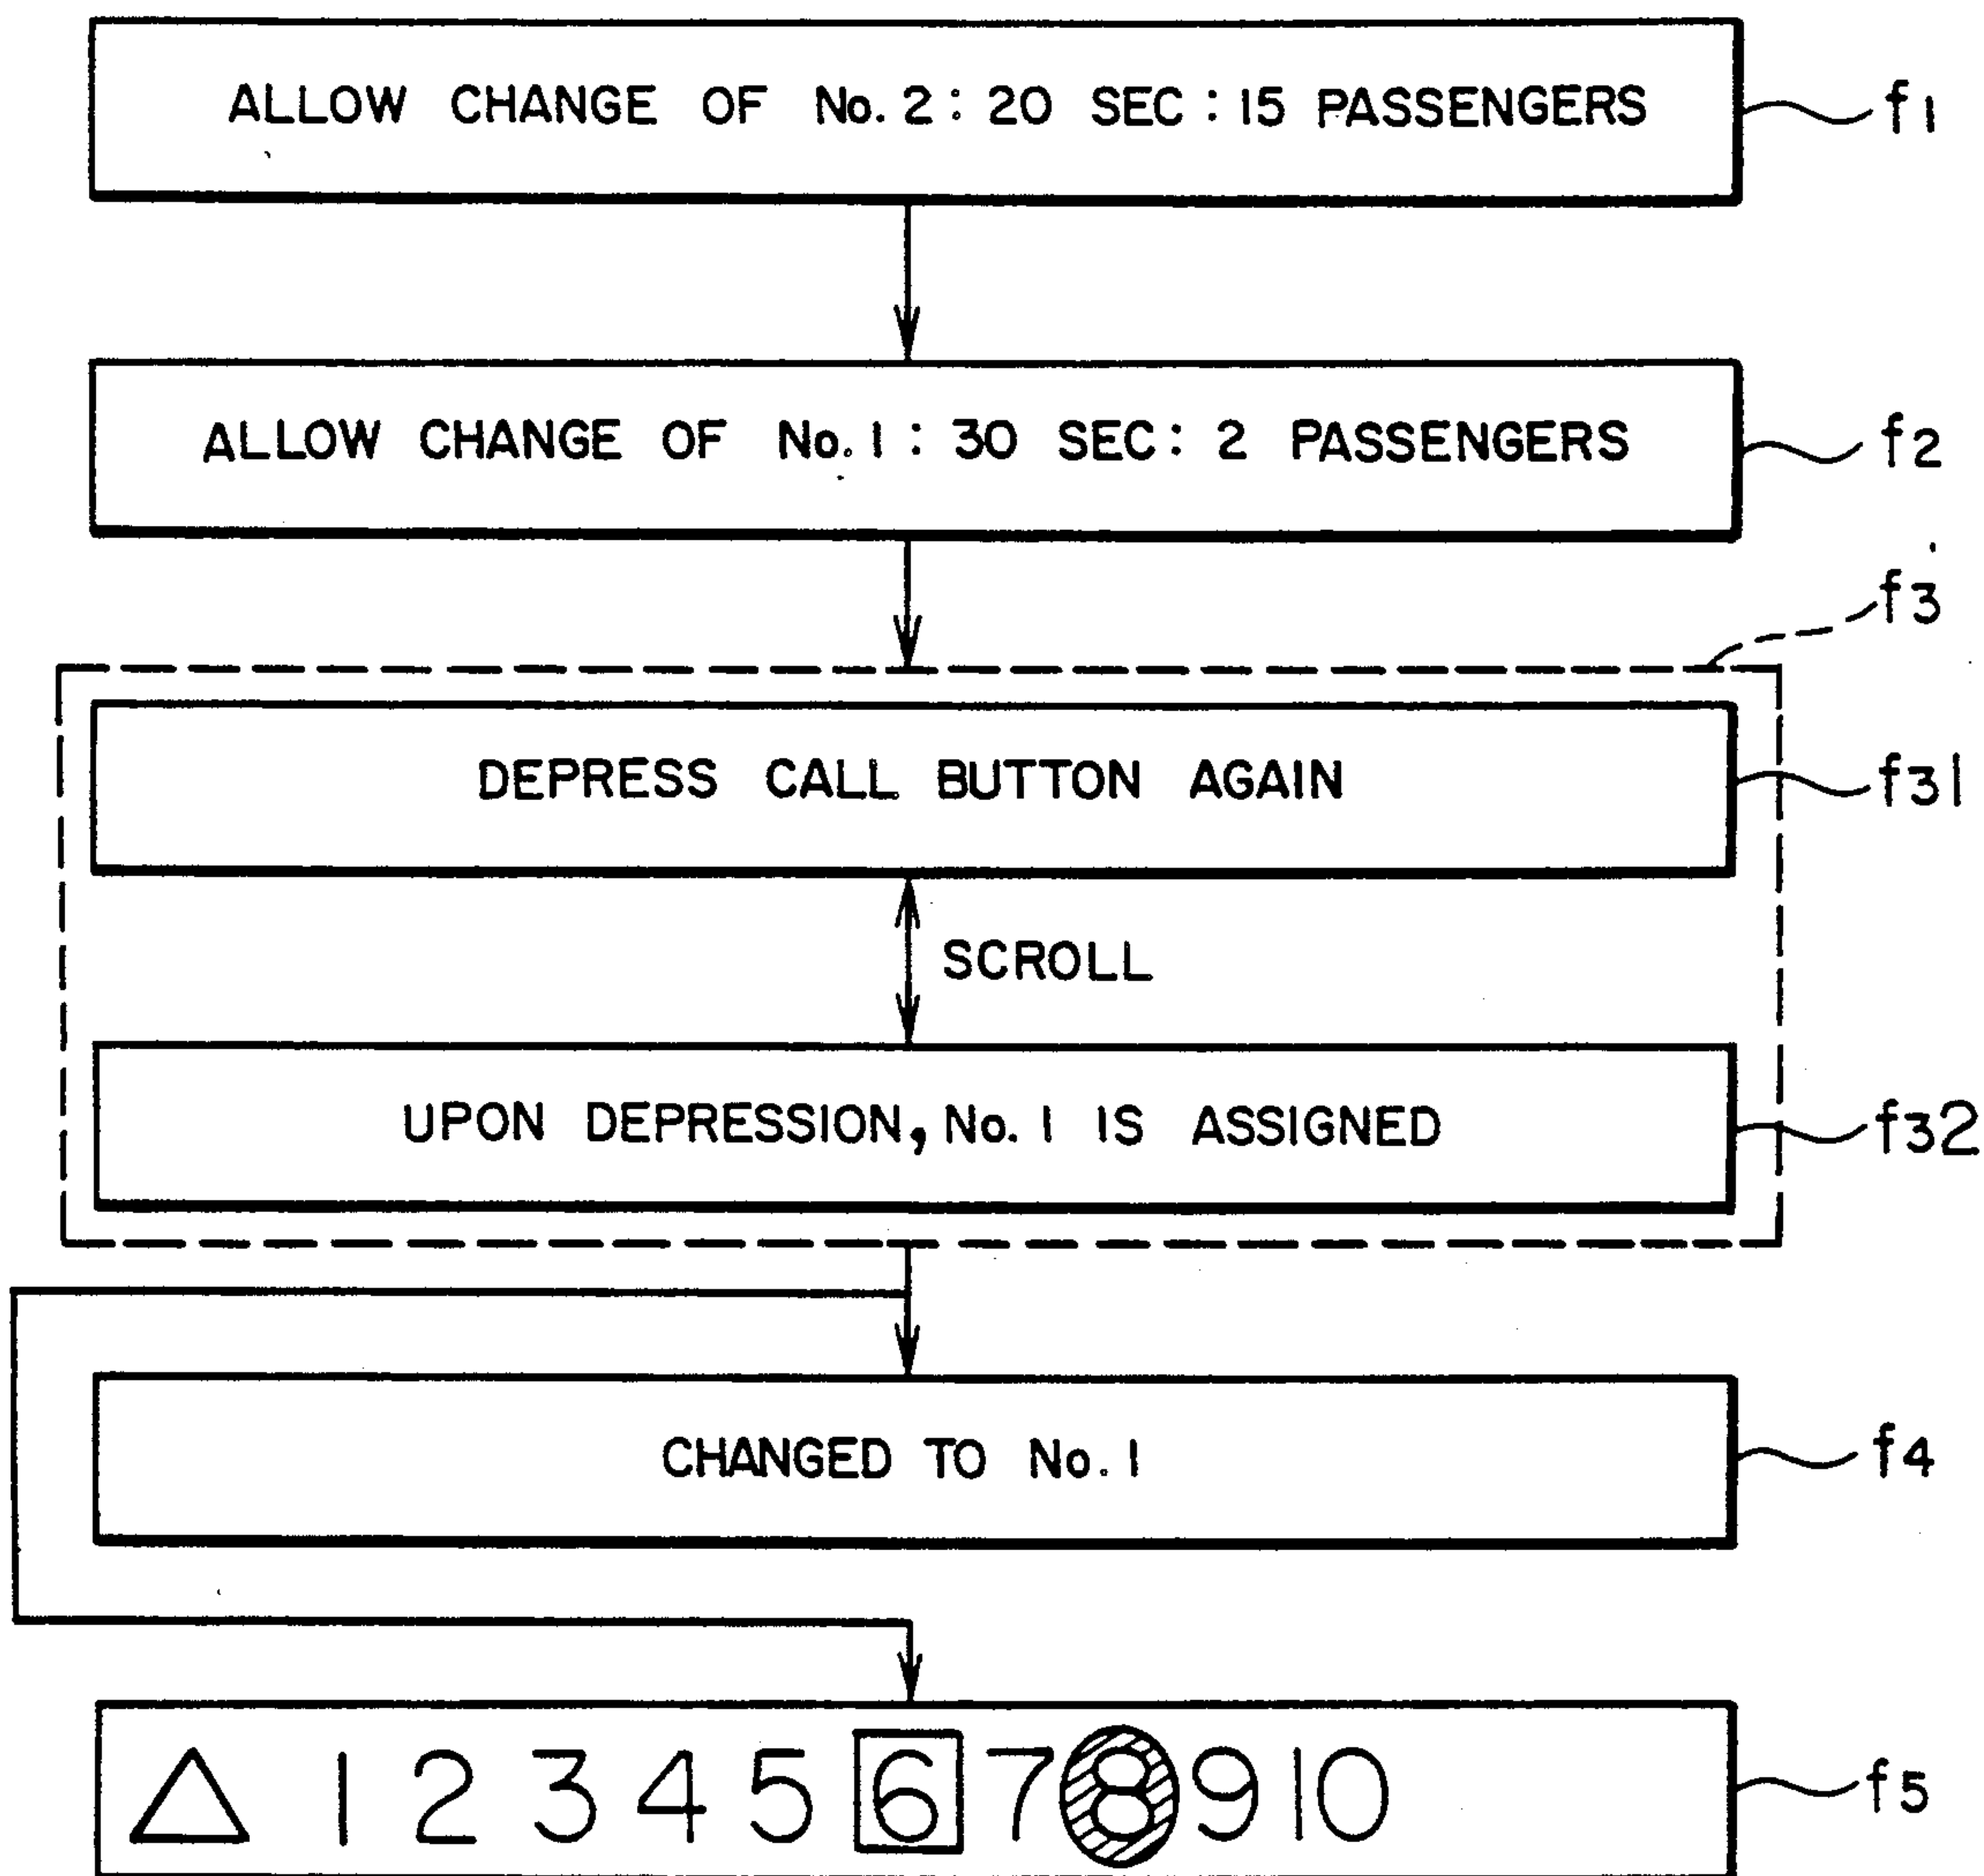 ALLOW CHANGE OF No. 2 : 20 SEC : 15 PASSENGERS
f1
ALLOW CHANGE OF No. 1 : 30 SEC : 2 PASSENGERS
f2
f3
DEPRESS CALL BUTTON AGAIN
f31
SCROLL
UPON DEPRESSION, No. 1 IS ASSIGNED
f32
CHANGED TO No. 1
f4
1 2 3 4 5 6 7 8 9 10
f5